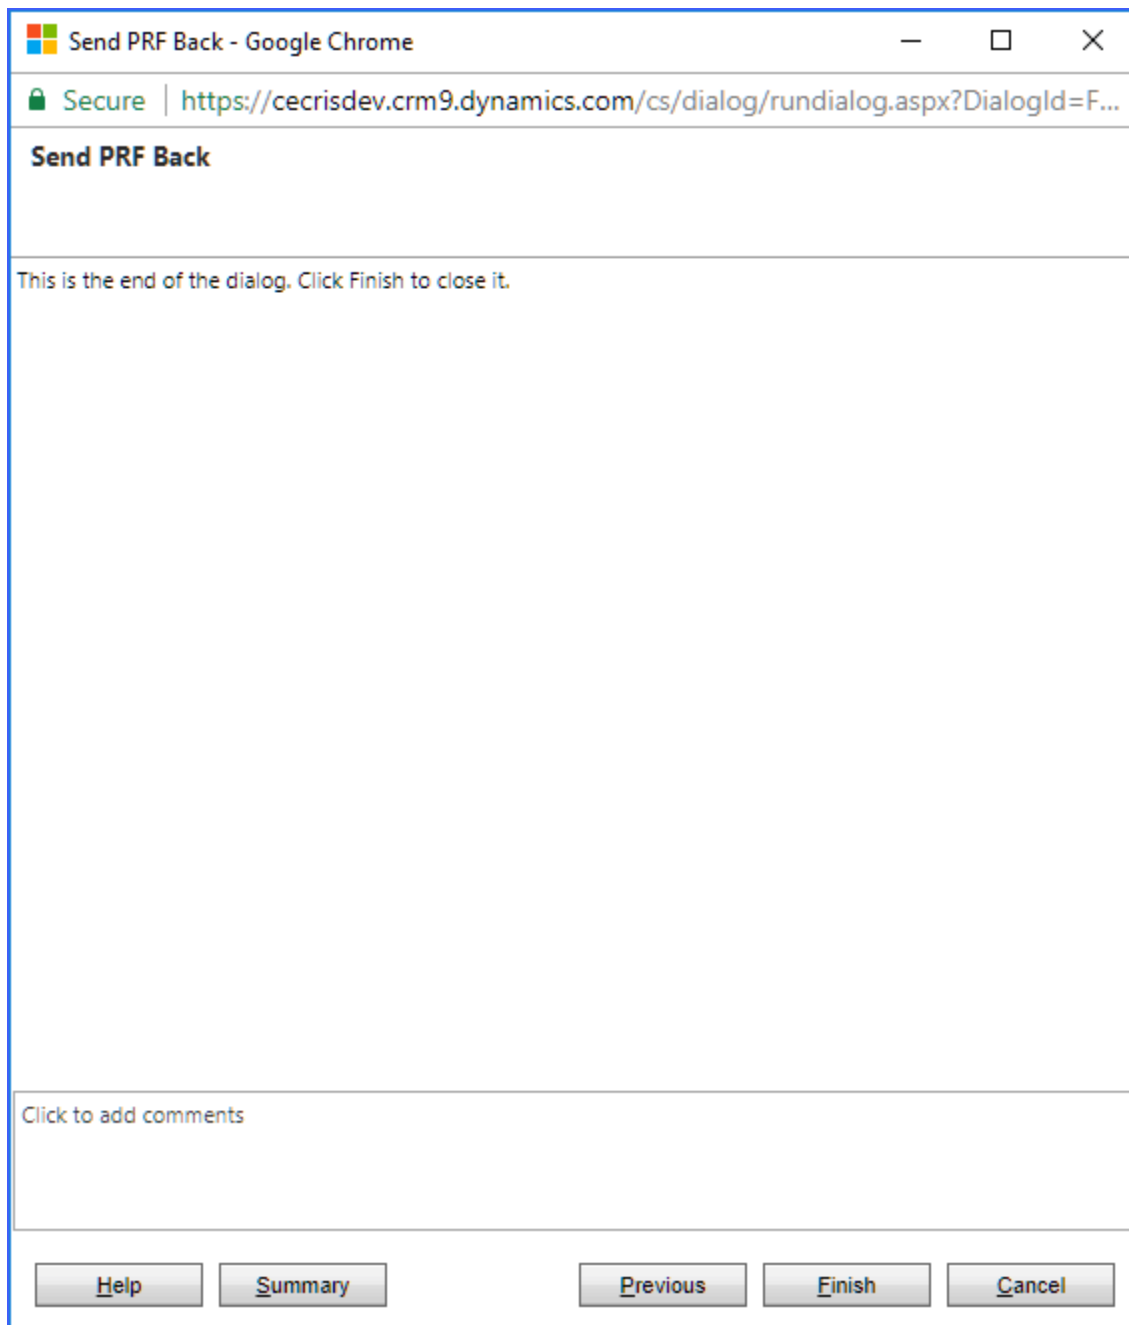 Send PRF Back - Google Chrome
Secure https://cecrisdev.crm9.dynamics.com/cs/dialog/rundialog.aspx?DialogId=F...
Send PRF Back
This is the end of the dialog. Click Finish to close it.
Click to add comments
Help Summary Previous Finish Cancel